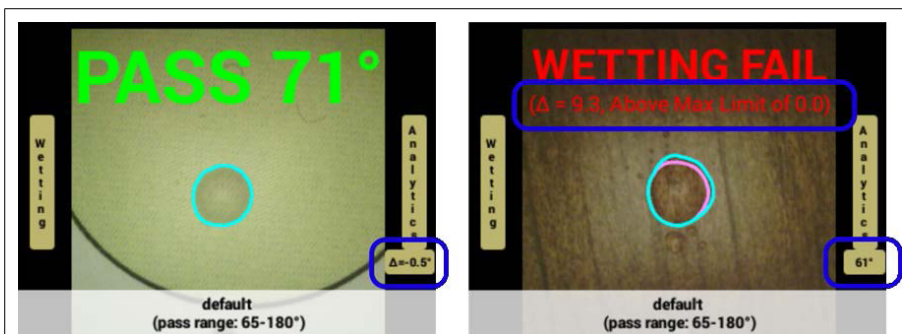 PASS 71°
Wetting
Analytics
Δ=-0.5°
default
(pass range: 65-180°)
WETTING FAIL
(Δ = 9.3, Above Max Limit of 0.0)
Wetting
Analytics
61°
default
(pass range: 65-180°)